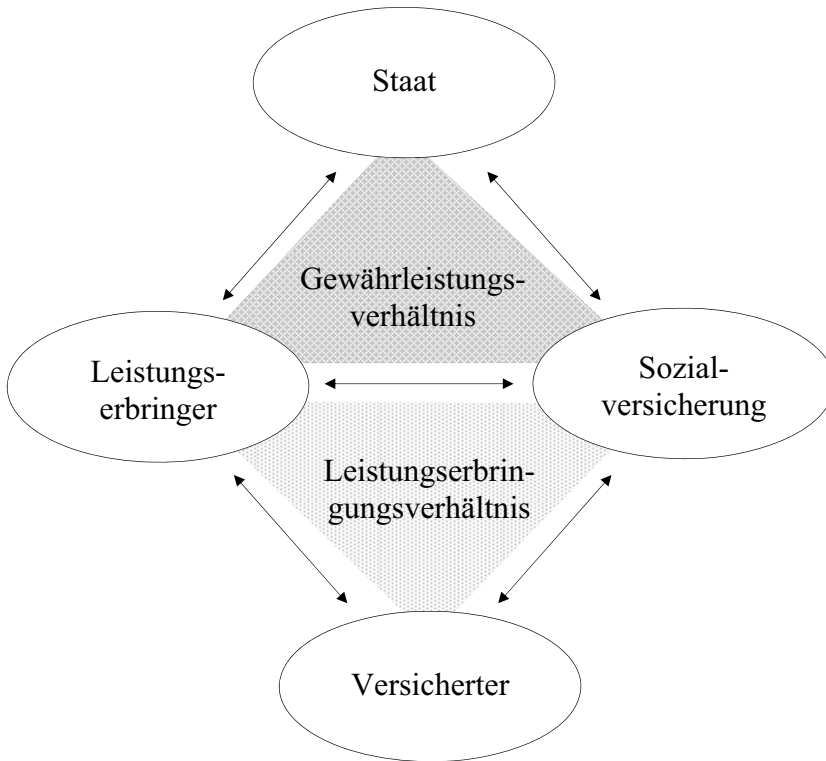 Staat
Gewährleistungs-
verhältnis
Leistungs-
erbringer
Sozial-
versicherung
Leistungserbrin-
gungsverhältnis
Versicherter